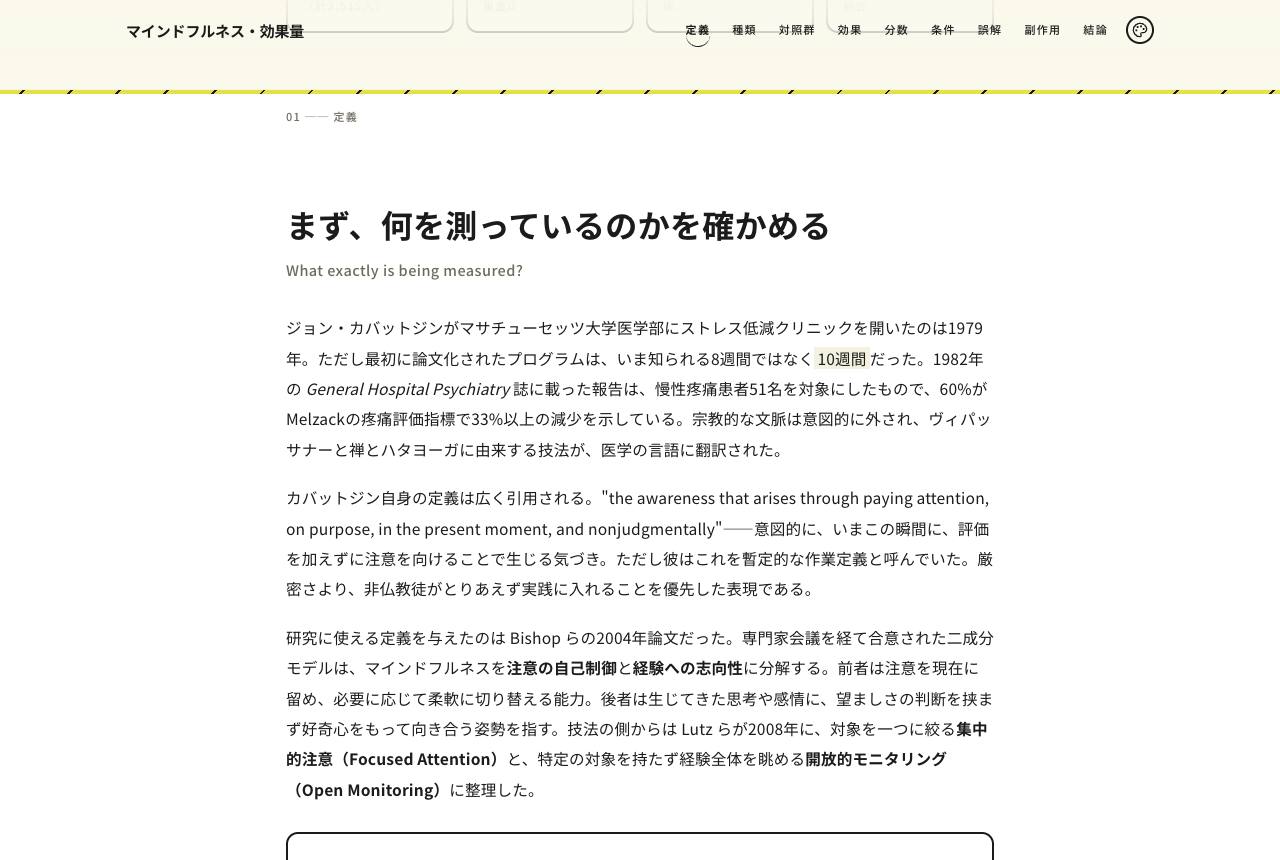 マインドフルネス・効果量
定義 種類 対照群 効果 分数 条件 誤解 副作用 結論
01 —— 定義
まず、何を測っているのかを確かめる
What exactly is being measured?
ジョン・カバットジンがマサチューセッツ大学医学部にストレス低減クリニックを開いたのは1979
年。ただし最初に論文化されたプログラムは、いま知られる8週間ではなく 10週間 だった。1982年
の General Hospital Psychiatry 誌に載った報告は、慢性疼痛患者51名を対象にしたもので、60%が
Melzackの疼痛評価指標で33%以上の減少を示している。宗教的な文脈は意図的に外され、ヴィパッ
サナーと禅とハタヨーガに由来する技法が、医学の言語に翻訳された。
カバットジン自身の定義は広く引用される。"the awareness that arises through paying attention,
on purpose, in the present moment, and nonjudgmentally"——意図的に、いまこの瞬間に、評価
を加えずに注意を向けることで生じる気づき。ただし彼はこれを暫定的な作業定義と呼んでいた。厳
密さより、非仏教徒がとりあえず実践に入れることを優先した表現である。
研究に使える定義を与えたのは Bishop らの2004年論文だった。専門家会議を経て合意された二成分
モデルは、マインドフルネスを注意の自己制御と経験への志向性に分解する。前者は注意を現在に
留め、必要に応じて柔軟に切り替える能力。後者は生じてきた思考や感情に、望ましさの判断を挟ま
ず好奇心をもって向き合う姿勢を指す。技法の側からは Lutz らが2008年に、対象を一つに絞る集中
的注意（Focused Attention）と、特定の対象を持たず経験全体を眺める開放的モニタリング
（Open Monitoring）に整理した。